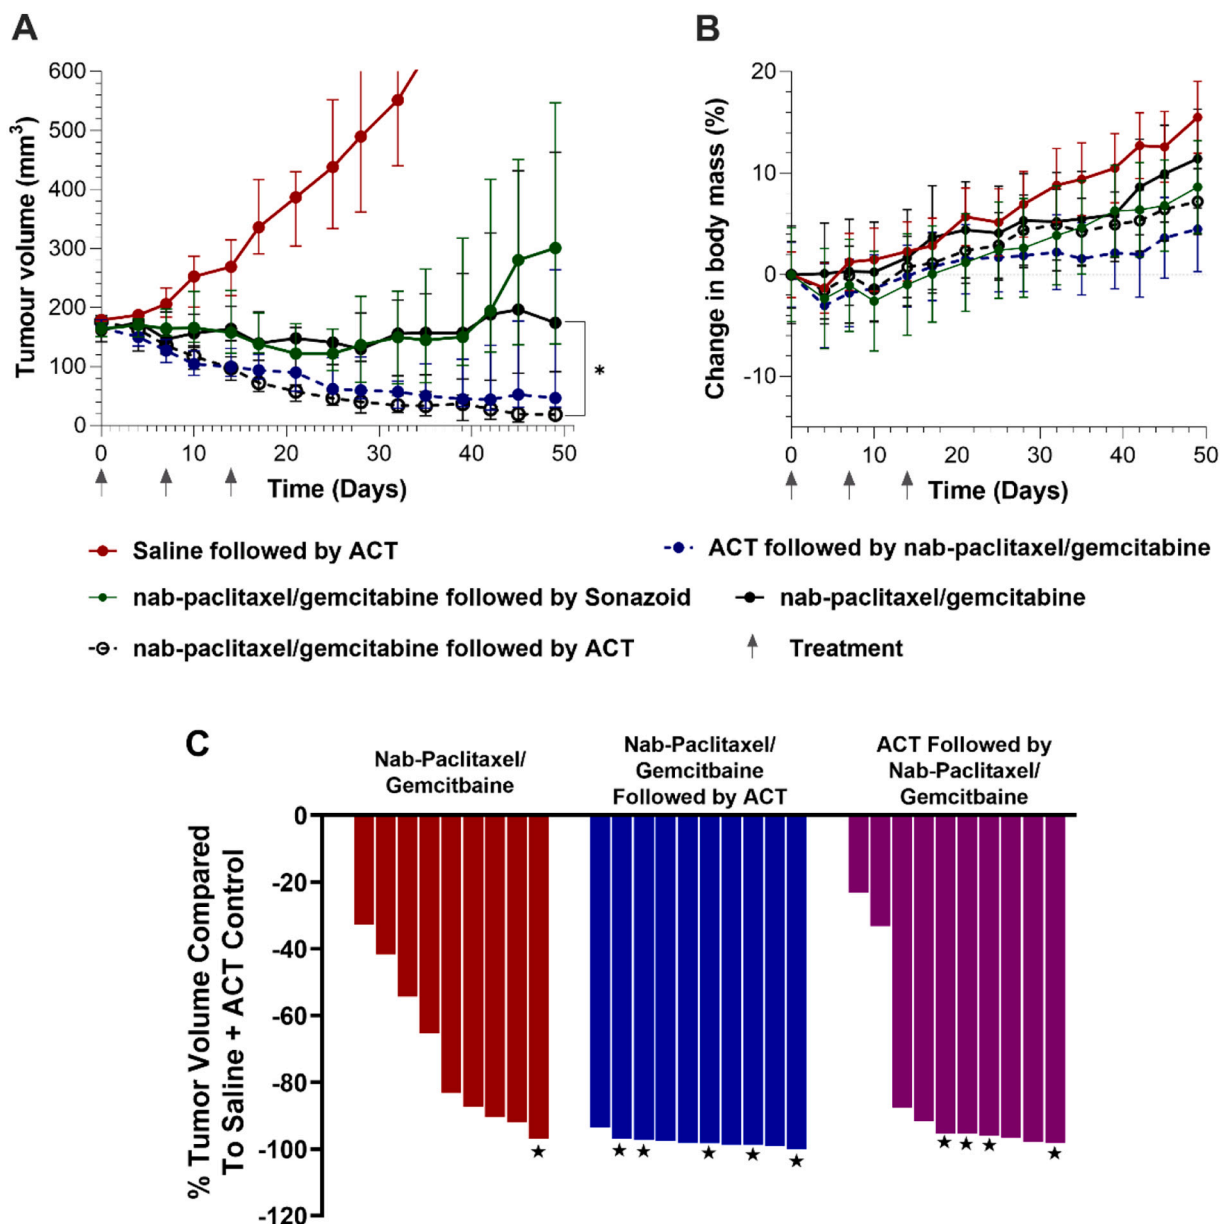 A
B
Tumour volume (mm³)
600
500
400
300
200
100
0
0 10 20 30 40 50
Time (Days)
*
Change in body mass (%)
20
10
0
-10
0 10 20 30 40 50
Time (Days)
Saline followed by ACT
ACT followed by nab-paclitaxel/gemcitabine
nab-paclitaxel/gemcitabine followed by Sonazoid
nab-paclitaxel/gemcitabine
nab-paclitaxel/gemcitabine followed by ACT
Treatment
C
Nab-Paclitaxel/
Gemcitbaine
Nab-Paclitaxel/
Gemcitbaine
Followed by ACT
ACT Followed by
Nab-Paclitaxel/
Gemcitbaine
% Tumor Volume Compared
To Saline + ACT Control
0
-20
-40
-60
-80
-100
-120